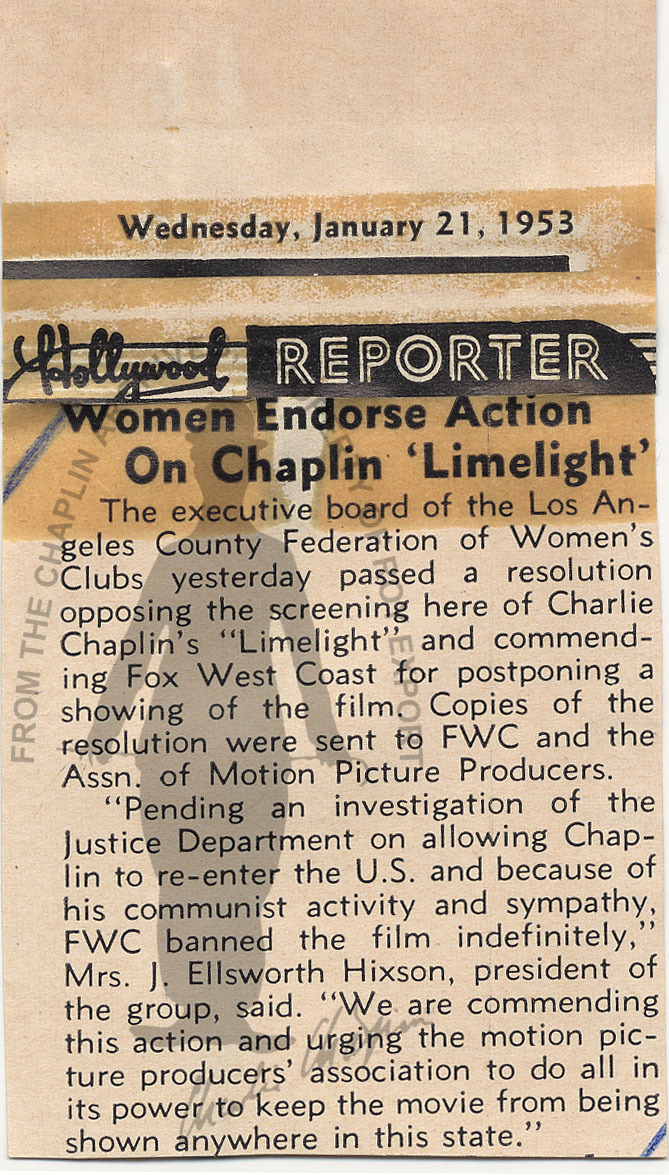 Wednesday, January 21, 1953
Hollywood REPORTER
Women Endorse Action
On Chaplin ‘Limelight’
The executive board of the Los An-
geles County Federation of Women’s
Clubs yesterday passed a resolution
opposing the screening here of Charlie
Chaplin’s “Limelight” and commend-
ing Fox West Coast for postponing a
showing of the film. Copies of the
resolution were sent to FWC and the
Assn. of Motion Picture Producers.
“Pending an investigation of the
Justice Department on allowing Chap-
lin to re-enter the U.S. and because of
his communist activity and sympathy,
FWC banned the film indefinitely,”
Mrs. J. Ellsworth Hixson, president of
the group, said. “We are commending
this action and urging the motion pic-
ture producers’ association to do all in
its power to keep the movie from being
shown anywhere in this state.”
FROM THE CHAPLIN
Charlie Chaplin